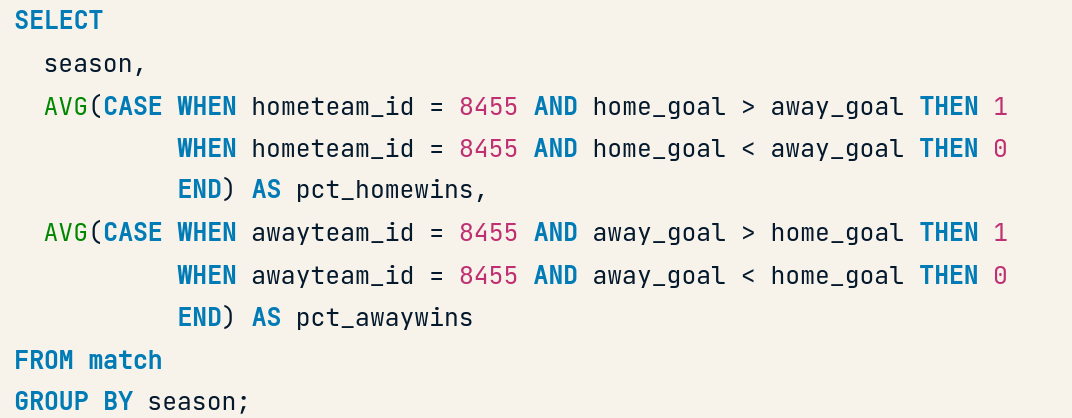 SELECT
  season,
  AVG(CASE WHEN hometeam_id = 8455 AND home_goal > away_goal THEN 1
           WHEN hometeam_id = 8455 AND home_goal < away_goal THEN 0
           END) AS pct_homewins,
  AVG(CASE WHEN awayteam_id = 8455 AND away_goal > home_goal THEN 1
           WHEN awayteam_id = 8455 AND away_goal < home_goal THEN 0
           END) AS pct_awaywins
FROM match
GROUP BY season;